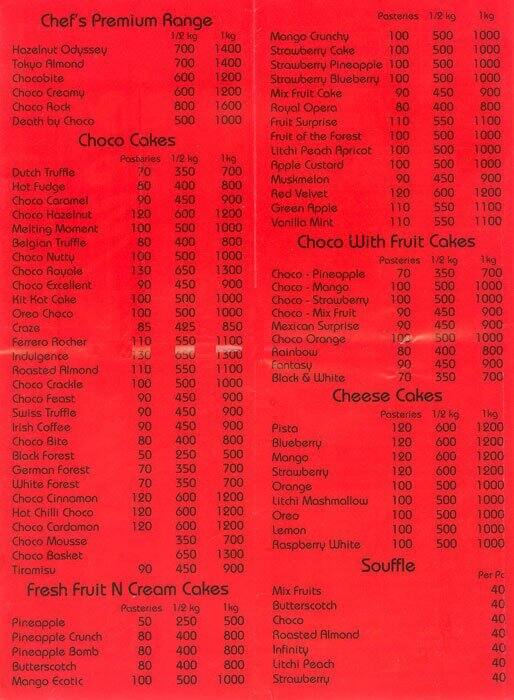 Chef's Premium Range
1/2 kg 1kg
Hazelnut Odyssey 700 1400
Tokyo Almond 700 1400
Chocobite 600 1200
Choco Creamy 600 1200
Choco Rock 800 1600
Death by Choco 500 1000
Choco Cakes
Pastries 1/2 kg 1kg
Dutch Truffle 70 350 700
Hot Fudge 80 400 800
Choco Caramel 90 450 900
Choco Hazelnut 120 600 1200
Melting Moment 100 500 1000
Belgian Truffle 80 400 800
Choco Nutty 100 500 1000
Choco Royale 130 650 1300
Choco Excellent 90 450 900
Kit Kat Cake 100 500 1000
Oreo Choco 100 500 1000
Craze 85 425 850
Ferrero Rocher 110 550
Indulgence 130 650 1300
Roasted Almond 110 550 1100
Choco Crackle 100 500 1000
Choco Feast 90 450 900
Swiss Truffle 90 450 900
Irish Coffee 90 450 900
Choco Bite 80 400 800
Black Forest 50 250 500
German Forest 70 350 700
White Forest 70 350 700
Choco Cinnamon 120 600 1200
Hot Chilli Choco 120 600 1200
Choco Cardamon 120 600 1200
Choco Mousse 350 700
Choco Basket 650 1300
Tiramisu 90 450 900
Fresh Fruit N Cream Cakes
Pastries 1/2 kg 1kg
Pineapple 50 250 500
Pineapple Crunch 80 400 800
Pineapple Bomb 80 400 800
Butterscotch 80 400 800
Mango Exotic 100 500 1000
Pasteries 1/2 kg 1kg
Mango Crunchy 100 500 1000
Strawberry Cake 100 500 1000
Strawberry Pineapple 100 500 1000
Strawberry Blueberry 100 500 1000
Mix Fruit Cake 90 450 900
Royal Opera 80 400 800
Fruit Surprise 110 550 1100
Fruit of the Forest 100 500 1000
Litchi Peach Apricot 100 500 1000
Apple Custard 100 500 1000
Muskmelon 90 450 900
Red Velvet 120 600 1200
Green Apple 110 550 1100
Vanilla Mint 110 550 1100
Choco With Fruit Cakes
Pasteries 1/2 kg 1kg
Choco - Pineapple 70 350 700
Choco - Mango 100 500 1000
Choco - Strawberry 100 500 1000
Choco - Mix Fruit 90 450 900
Mexican Surprise 90 450 900
Choco Orange 100 500 1000
Rainbow 80 400 800
Fantasy 90 450 900
Black & White 70 350 700
Cheese Cakes
Pasteries 1/2 kg 1kg
Pista 120 600 1200
Blueberry 120 600 1200
Mango 120 600 1200
Strawberry 120 600 1200
Orange 100 500 1000
Litchi Mashmallow 100 500 1000
Oreo 100 500 1000
Lemon 100 500 1000
Raspberry White 100 500 1000
Souffle
Per Pc
Mix Fruits 40
Butterscotch 40
Choco 40
Roasted Almond 40
Infinity 40
Litchi Peach 40
Strawberry 40